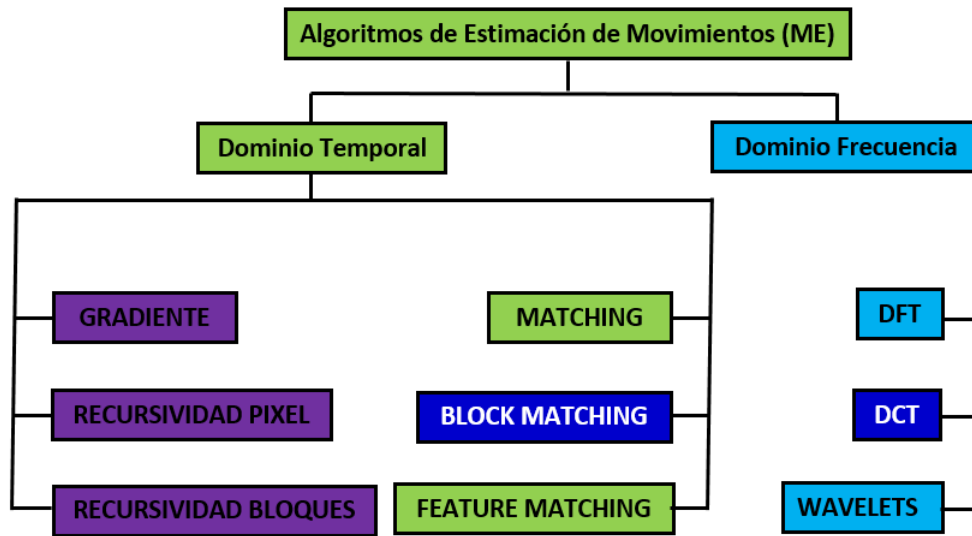 Algoritmos de Estimación de Movimientos (ME)
Dominio Temporal
Dominio Frecuencia
GRADIENTE
MATCHING
DFT
RECURSIVIDAD PIXEL
BLOCK MATCHING
DCT
RECURSIVIDAD BLOQUES
FEATURE MATCHING
WAVELETS